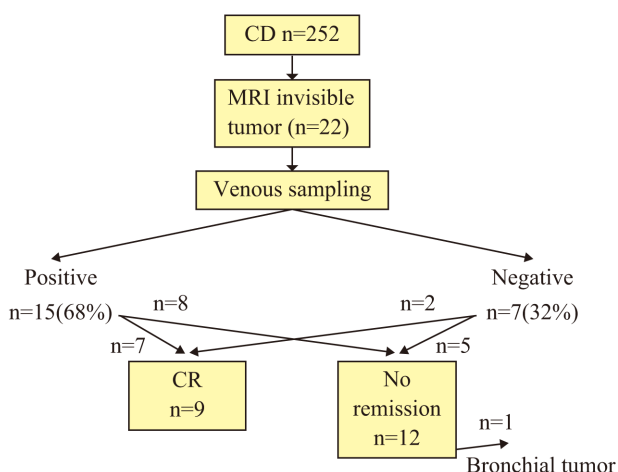 CD n=252
MRI invisible
tumor (n=22)
Venous sampling
Positive
Negative
n=15(68%)
n=8
n=2
n=7(32%)
n=7
n=5
CR
n=9
No
remission
n=12
n=1
Bronchial tumor